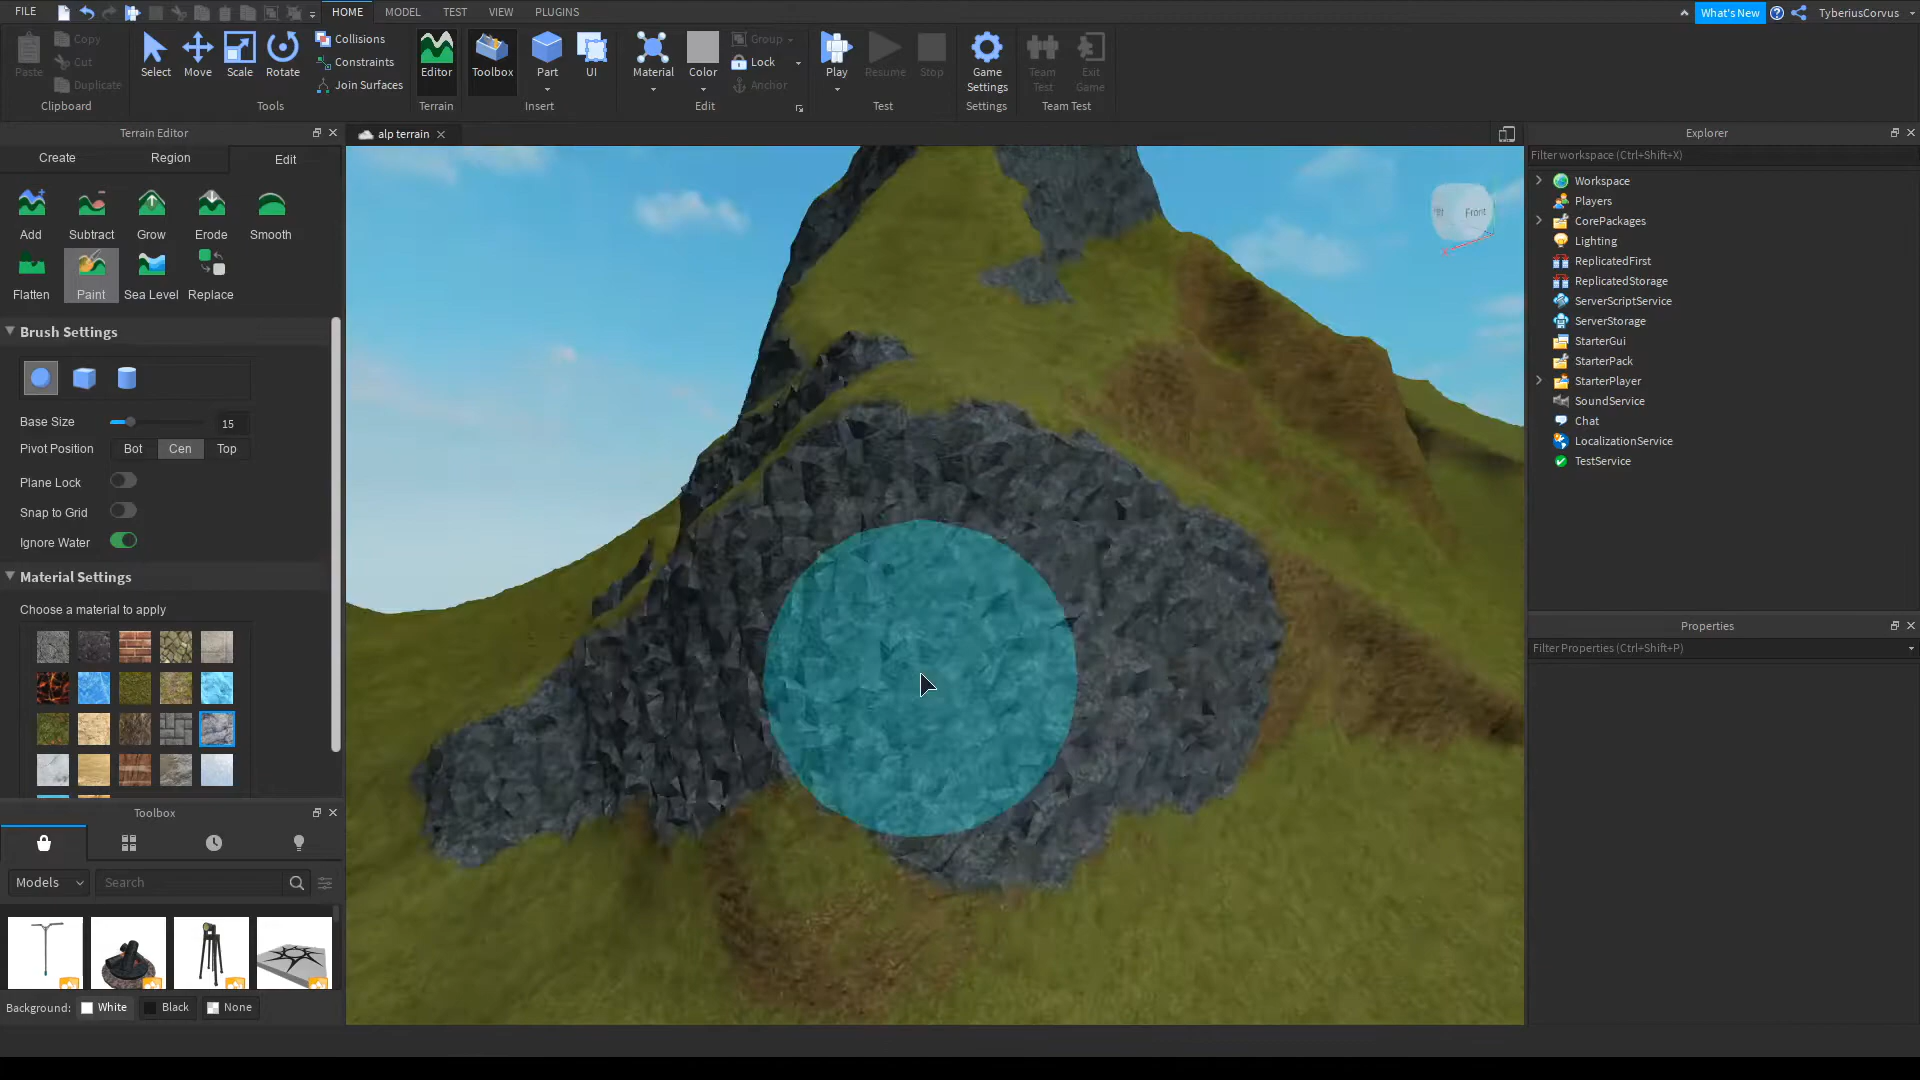 FILE HOME MODEL TEST VIEW PLUGINS What's New TyberiusCorvus
Copy
Cut
Duplicate
Paste
Clipboard
Select Move Scale Rotate
Collisions
Constraints
Join Surfaces
Tools
Editor
Terrain
Toolbox Part UI
Insert
Material Color
Group
Lock
Anchor
Edit
Play Resume Stop
Test
Game Settings
Settings
Team Test Exit Game
Team Test
Terrain Editor
Create Region Edit
Add Subtract Grow Erode Smooth
Flatten Paint Sea Level Replace
Brush Settings
Base Size 15
Pivot Position Bot Cen Top
Plane Lock
Snap to Grid
Ignore Water
Material Settings
Choose a material to apply
Toolbox
Models Search
Background: White Black None
alp terrain
Front
Explorer
Filter workspace (Ctrl+Shift+X)
Workspace
Players
CorePackages
Lighting
ReplicatedFirst
ReplicatedStorage
ServerScriptService
ServerStorage
StarterGui
StarterPack
StarterPlayer
SoundService
Chat
LocalizationService
TestService
Properties
Filter Properties (Ctrl+Shift+P)